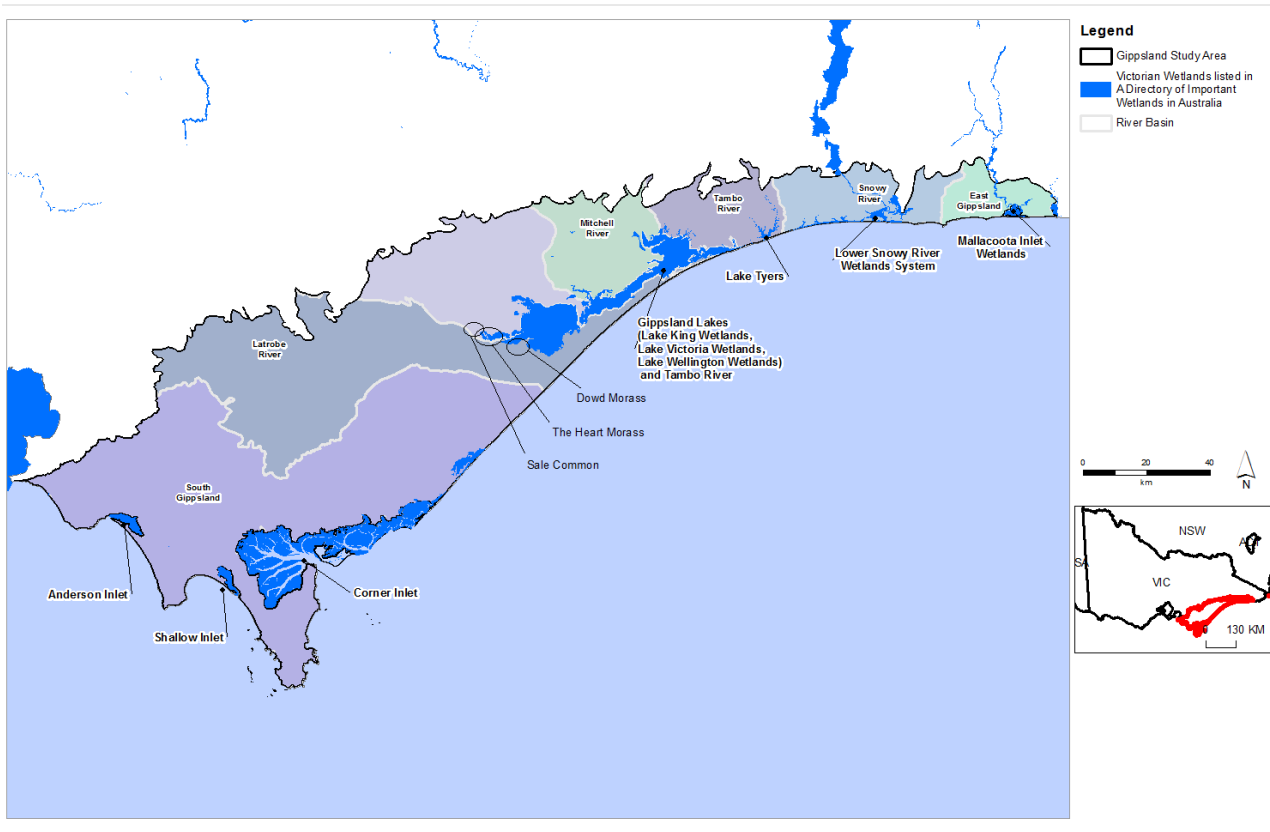 Legend
Gippsland Study Area
Victorian Wetlands listed in
A Directory of Important
Wetlands in Australia
River Basin
Tambo
River
Snowy
River
East
Gippsland
Mitchell
River
Mallacoota Inlet
Wetlands
Lower Snowy River
Wetlands System
Lake Tyers
Gippsland Lakes
(Lake King Wetlands,
Lake Victoria Wetlands,
Lake Wellington Wetlands)
and Tambo River
Latrobe
River
Dowd Morass
The Heart Morass
Sale Common
South
Gippsland
Anderson Inlet
Corner Inlet
Shallow Inlet
0 20 40
km
N
NSW
SA
VIC
130 KM